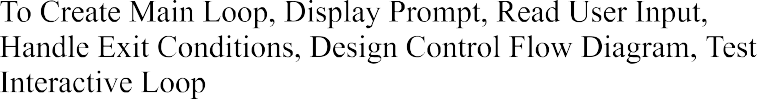 To Create Main Loop, Display Prompt, Read User Input,
Handle Exit Conditions, Design Control Flow Diagram, Test
Interactive Loop